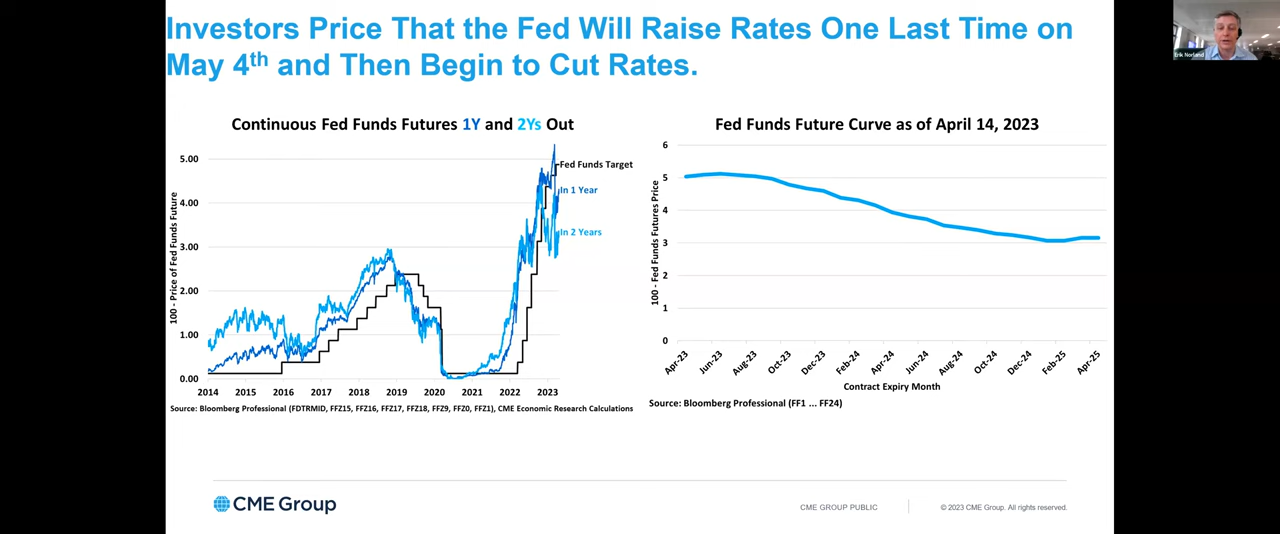 Investors Price That the Fed Will Raise Rates One Last Time on
May 4th and Then Begin to Cut Rates.
Erik Norland
Continuous Fed Funds Futures 1Y and 2Ys Out
100 - Price of Fed Funds Future
5.00
4.00
3.00
2.00
1.00
0.00
Fed Funds Target
In 1 Year
In 2 Years
2014 2015 2016 2017 2018 2019 2020 2021 2022 2023
Source: Bloomberg Professional (FDTRMID, FFZ15, FFZ16, FFZ17, FFZ18, FFZ9, FFZ0, FFZ1), CME Economic Research Calculations
Fed Funds Future Curve as of April 14, 2023
100 - Fed Funds Futures Price
6
5
4
3
2
1
0
Apr-23 Jun-23 Aug-23 Oct-23 Dec-23 Feb-24 Apr-24 Jun-24 Aug-24 Oct-24 Dec-24 Feb-25 Apr-25
Contract Expiry Month
Source: Bloomberg Professional (FF1 ... FF24)
CME Group
CME GROUP PUBLIC
© 2023 CME Group. All rights reserved.